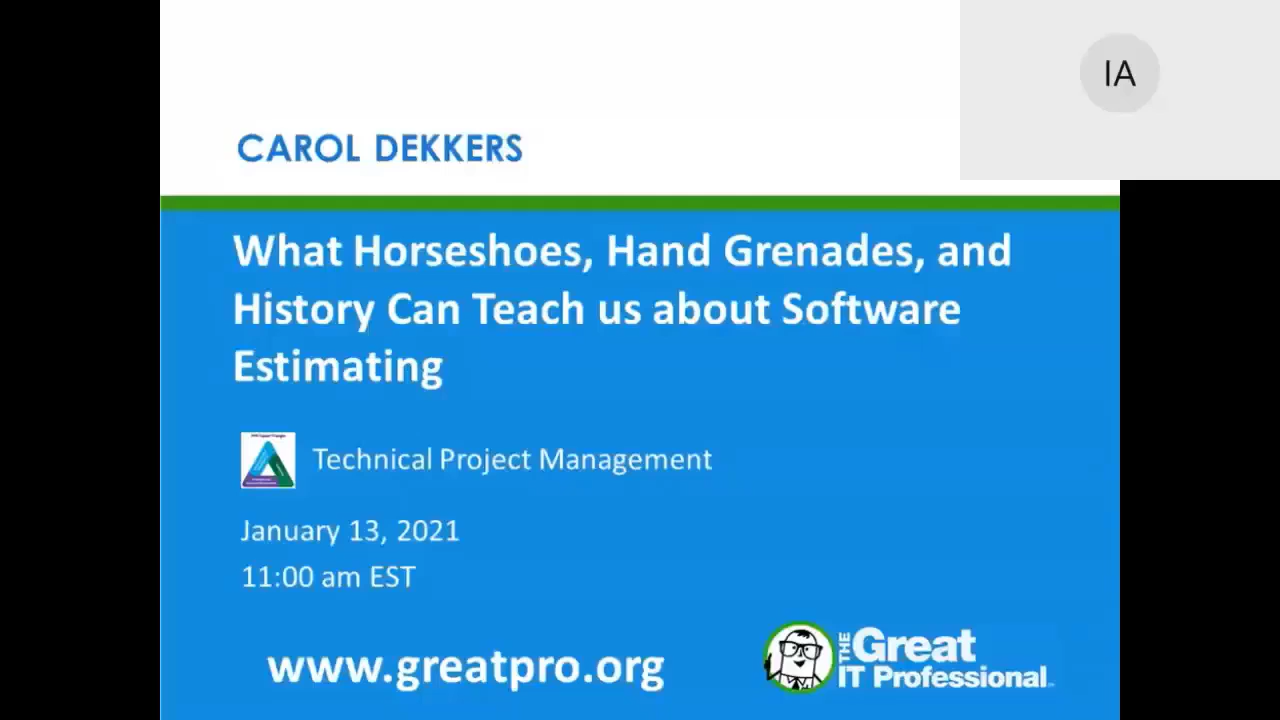 IA
CAROL DEKKERS
What Horseshoes, Hand Grenades, and
History Can Teach us about Software
Estimating
Technical Project Management
January 13, 2021
11:00 am EST
www.greatpro.org
THE Great
IT Professional